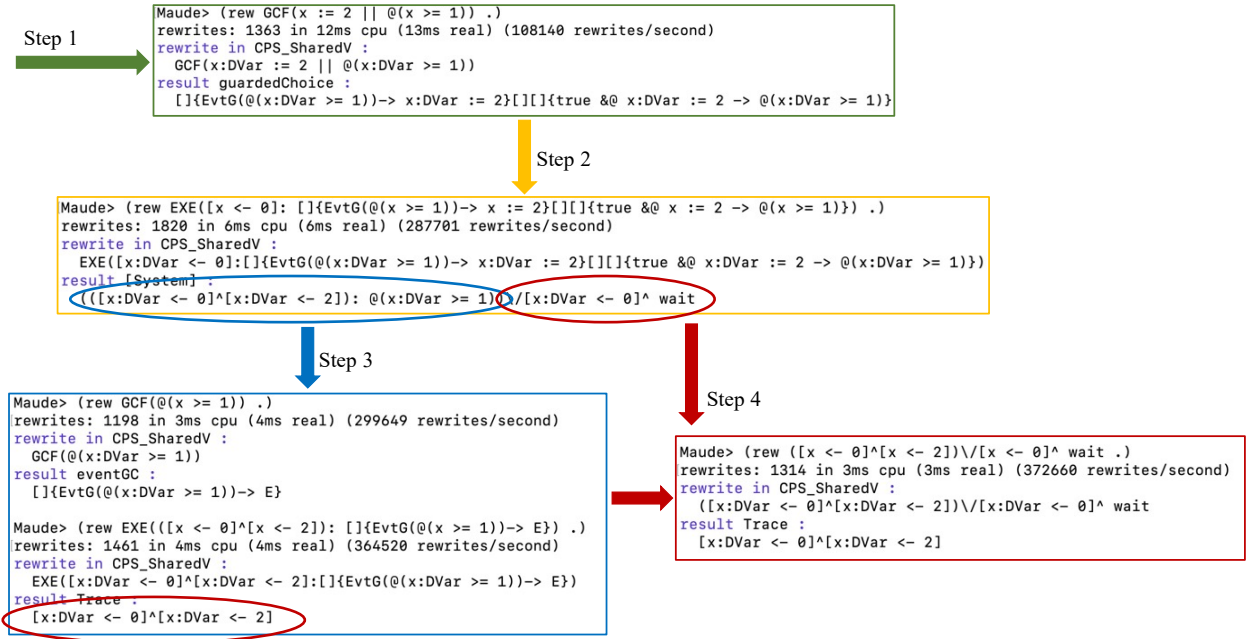 Step 1
Maude> (rew GCF(x := 2 || @(x >= 1)) .)
rewrites: 1363 in 12ms cpu (13ms real) (108140 rewrites/second)
rewrite in CPS_SharedV :
GCF(x:DVar := 2 || @(x:DVar >= 1))
result guardedChoice :
[]{EvtG(@(x:DVar >= 1))-> x:DVar := 2}[][]{true &@ x:DVar := 2 -> @(x:DVar >= 1)}
Step 2
Maude> (rew EXE([x <- 0]: []{EvtG(@(x >= 1))-> x := 2}[][]{true &@ x := 2 -> @(x >= 1)}) .)
rewrites: 1820 in 6ms cpu (6ms real) (287701 rewrites/second)
rewrite in CPS_SharedV :
EXE([x:DVar <- 0]:[]{EvtG(@(x:DVar >= 1))-> x:DVar := 2}[][]{true &@ x:DVar := 2 -> @(x:DVar >= 1)})
result [System] :
(([x:DVar <- 0]^[x:DVar <- 2]): @(x:DVar >= 1))\/[x:DVar <- 0]^ wait
Step 3
Maude> (rew GCF(@(x >= 1)) .)
rewrites: 1198 in 3ms cpu (4ms real) (299649 rewrites/second)
rewrite in CPS_SharedV :
GCF(@(x:DVar >= 1))
result eventGC :
[]{EvtG(@(x:DVar >= 1))-> E}
Maude> (rew EXE(([x <- 0]^[x <- 2]): []{EvtG(@(x >= 1))-> E}) .)
rewrites: 1461 in 4ms cpu (4ms real) (364520 rewrites/second)
rewrite in CPS_SharedV :
EXE([x:DVar <- 0]^[x:DVar <- 2]:[]{EvtG(@(x:DVar >= 1))-> E})
result Trace :
[x:DVar <- 0]^[x:DVar <- 2]
Step 4
Maude> (rew ([x <- 0]^[x <- 2])\/[x <- 0]^ wait .)
rewrites: 1314 in 3ms cpu (3ms real) (372660 rewrites/second)
rewrite in CPS_SharedV :
([x:DVar <- 0]^[x:DVar <- 2])\/[x:DVar <- 0]^ wait
result Trace :
[x:DVar <- 0]^[x:DVar <- 2]